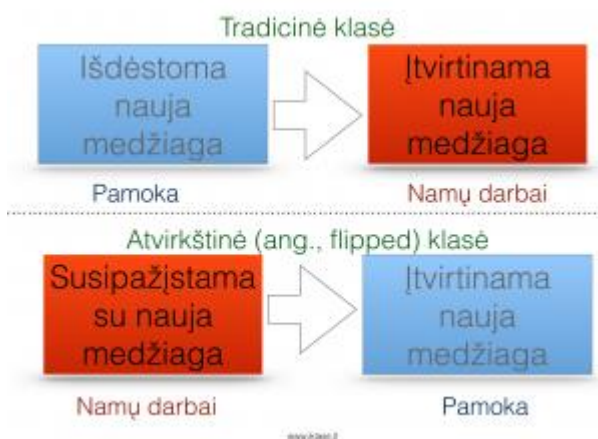 Tradicinė klasė
Išdėstoma
nauja
medžiaga
Įtvirtinama
nauja
medžiaga
Pamoka
Namų darbai
Atvirkštinė (ang., flipped) klasė
Susipažįstama
su nauja
medžiaga
Įtvirtinama
nauja
medžiaga
Namų darbai
Pamoka